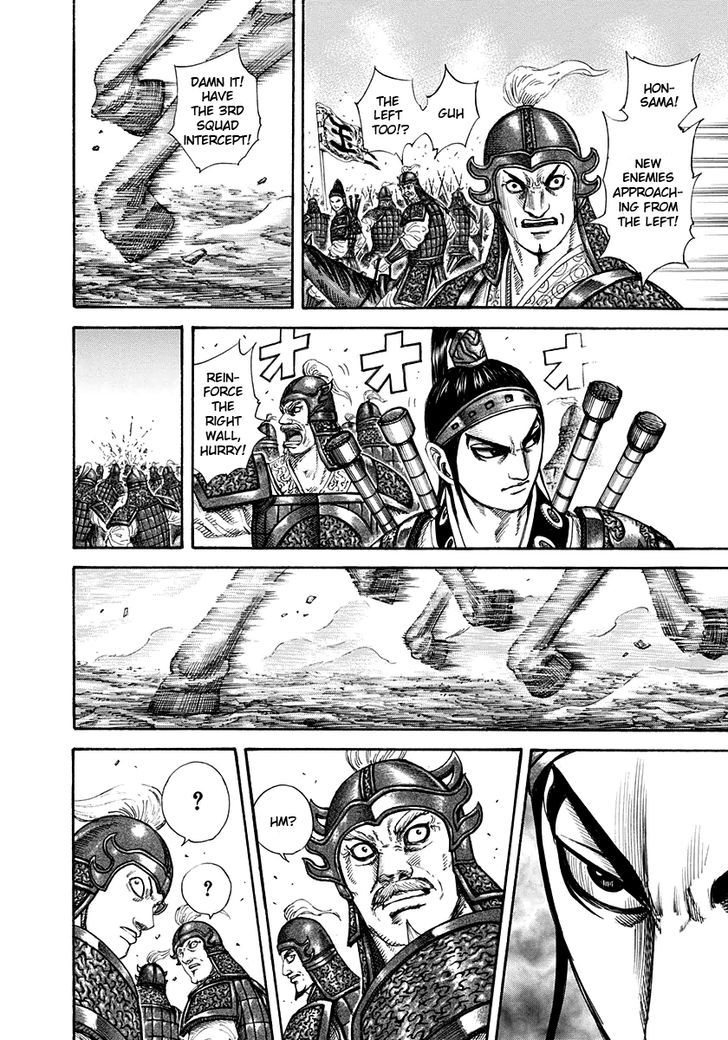 HON-
SAMA!
NEW
ENEMIES
APPROACH-
ING FROM
THE LEFT!
GUH
THE
LEFT
TOO!?
DAMN IT!
HAVE
THE 3RD
SQUAD
INTERCEPT!
オ
オ
オ
REIN-
FORCE
THE
RIGHT
WALL,
HURRY!
HM?
?
?